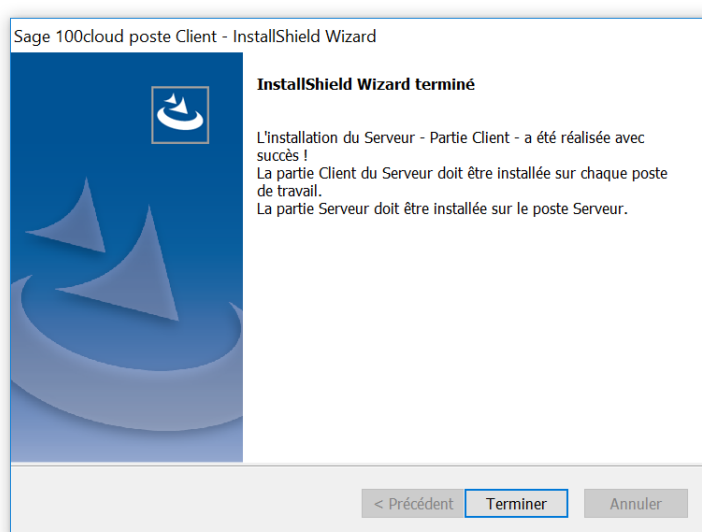 Sage 100cloud poste Client - InstallShield Wizard
InstallShield Wizard terminé
L'installation du Serveur - Partie Client - a été réalisée avec
succès !
La partie Client du Serveur doit être installée sur chaque poste
de travail.
La partie Serveur doit être installée sur le poste Serveur.
< Précédent Terminer Annuler